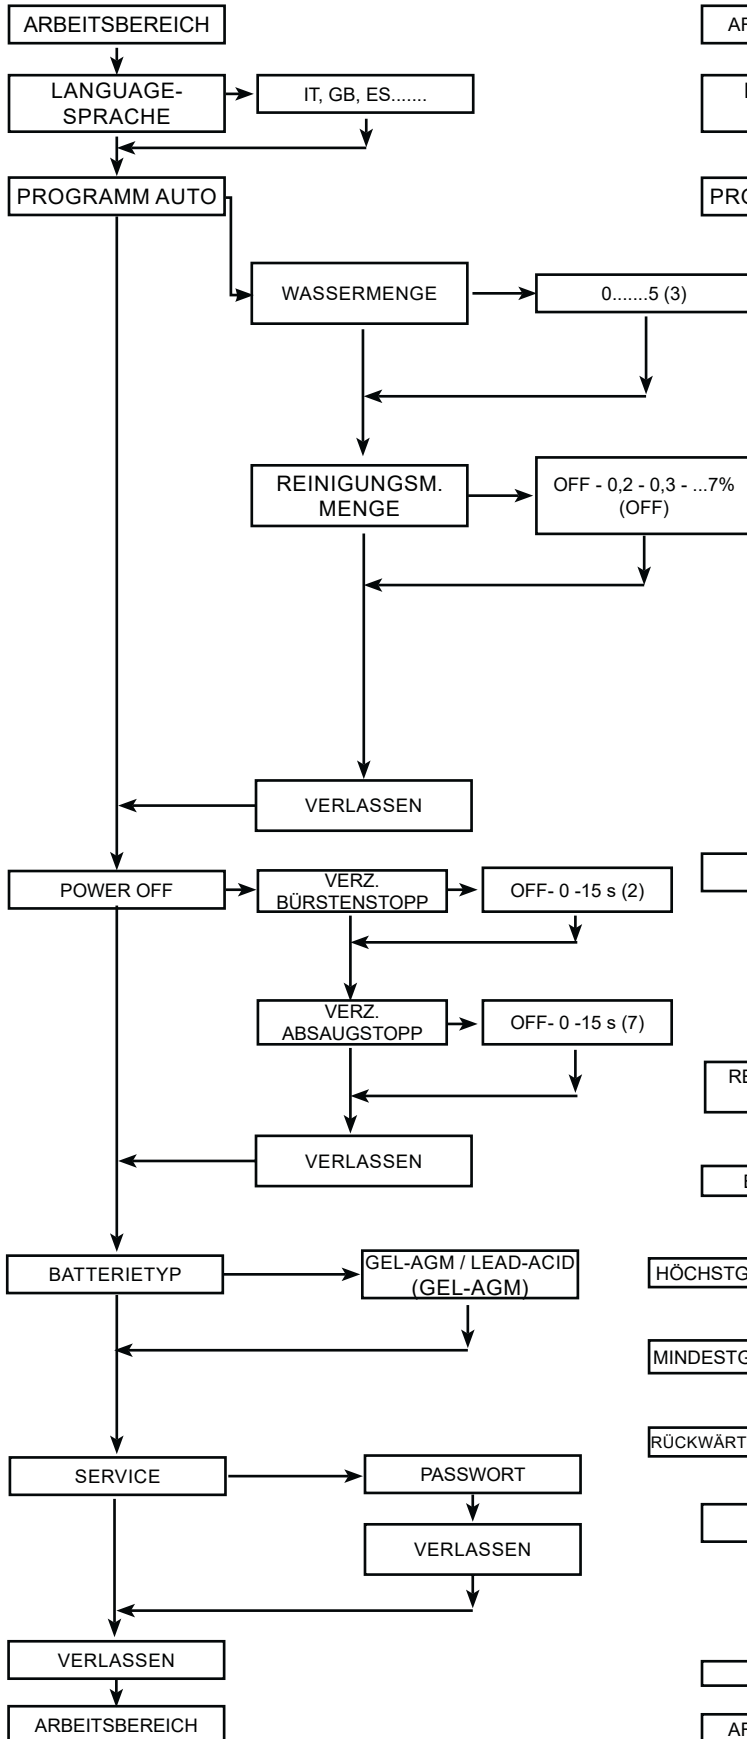 ARBEITSBEREICH
LANGUAGE-
SPRACHE
IT, GB, ES.......
PROGRAMM AUTO
WASSERMENGE
0.......5 (3)
REINIGUNGSM.
MENGE
OFF - 0,2 - 0,3 - ...7%
(OFF)
VERLASSEN
POWER OFF
VERZ.
BÜRSTENSTOPP
OFF- 0 -15 s (2)
VERZ.
ABSAUGSTOPP
OFF- 0 -15 s (7)
VERLASSEN
BATTERIETYP
GEL-AGM / LEAD-ACID
(GEL-AGM)
SERVICE
PASSWORT
VERLASSEN
VERLASSEN
ARBEITSBEREICH